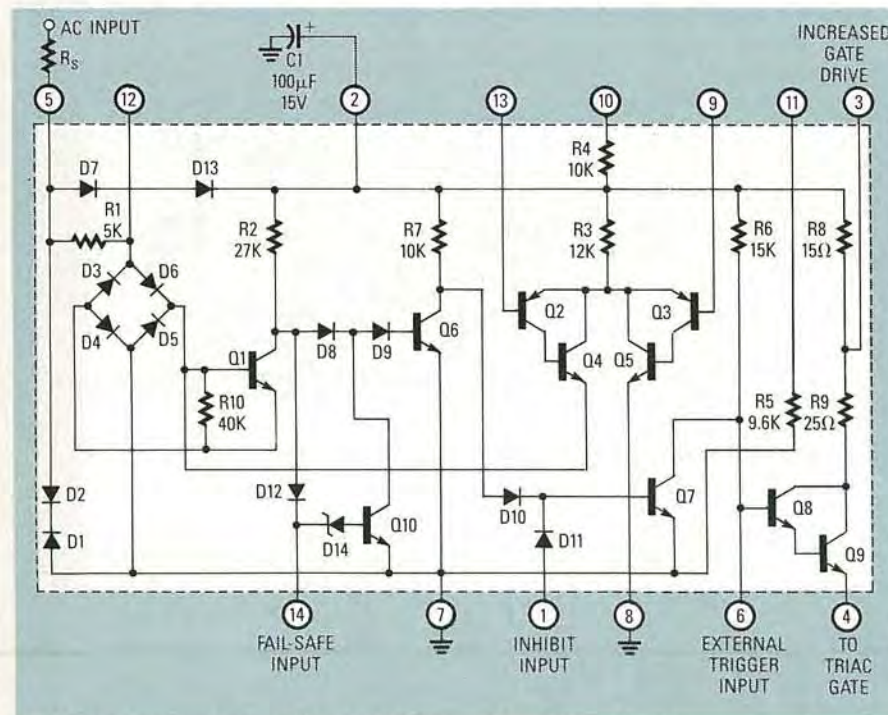 AC INPUT
RS
C1
100µF
15V
+
INCREASED
GATE
DRIVE
5
12
2
13
10
9
11
3
D7
D13
R4
10K
R1
5K
R2
27K
R7
10K
R3
12K
R6
15K
R8
15Ω
D3
D6
D4
D5
Q1
D8
D9
Q6
Q2
Q3
Q4
Q5
R10
40K
R5
9.6K
R9
25Ω
D2
D12
D10
Q7
Q8
D1
D14
Q10
D11
Q9
14
7
1
8
6
4
FAIL-SAFE
INPUT
INHIBIT
INPUT
EXTERNAL
TRIGGER
INPUT
TO
TRIAC
GATE